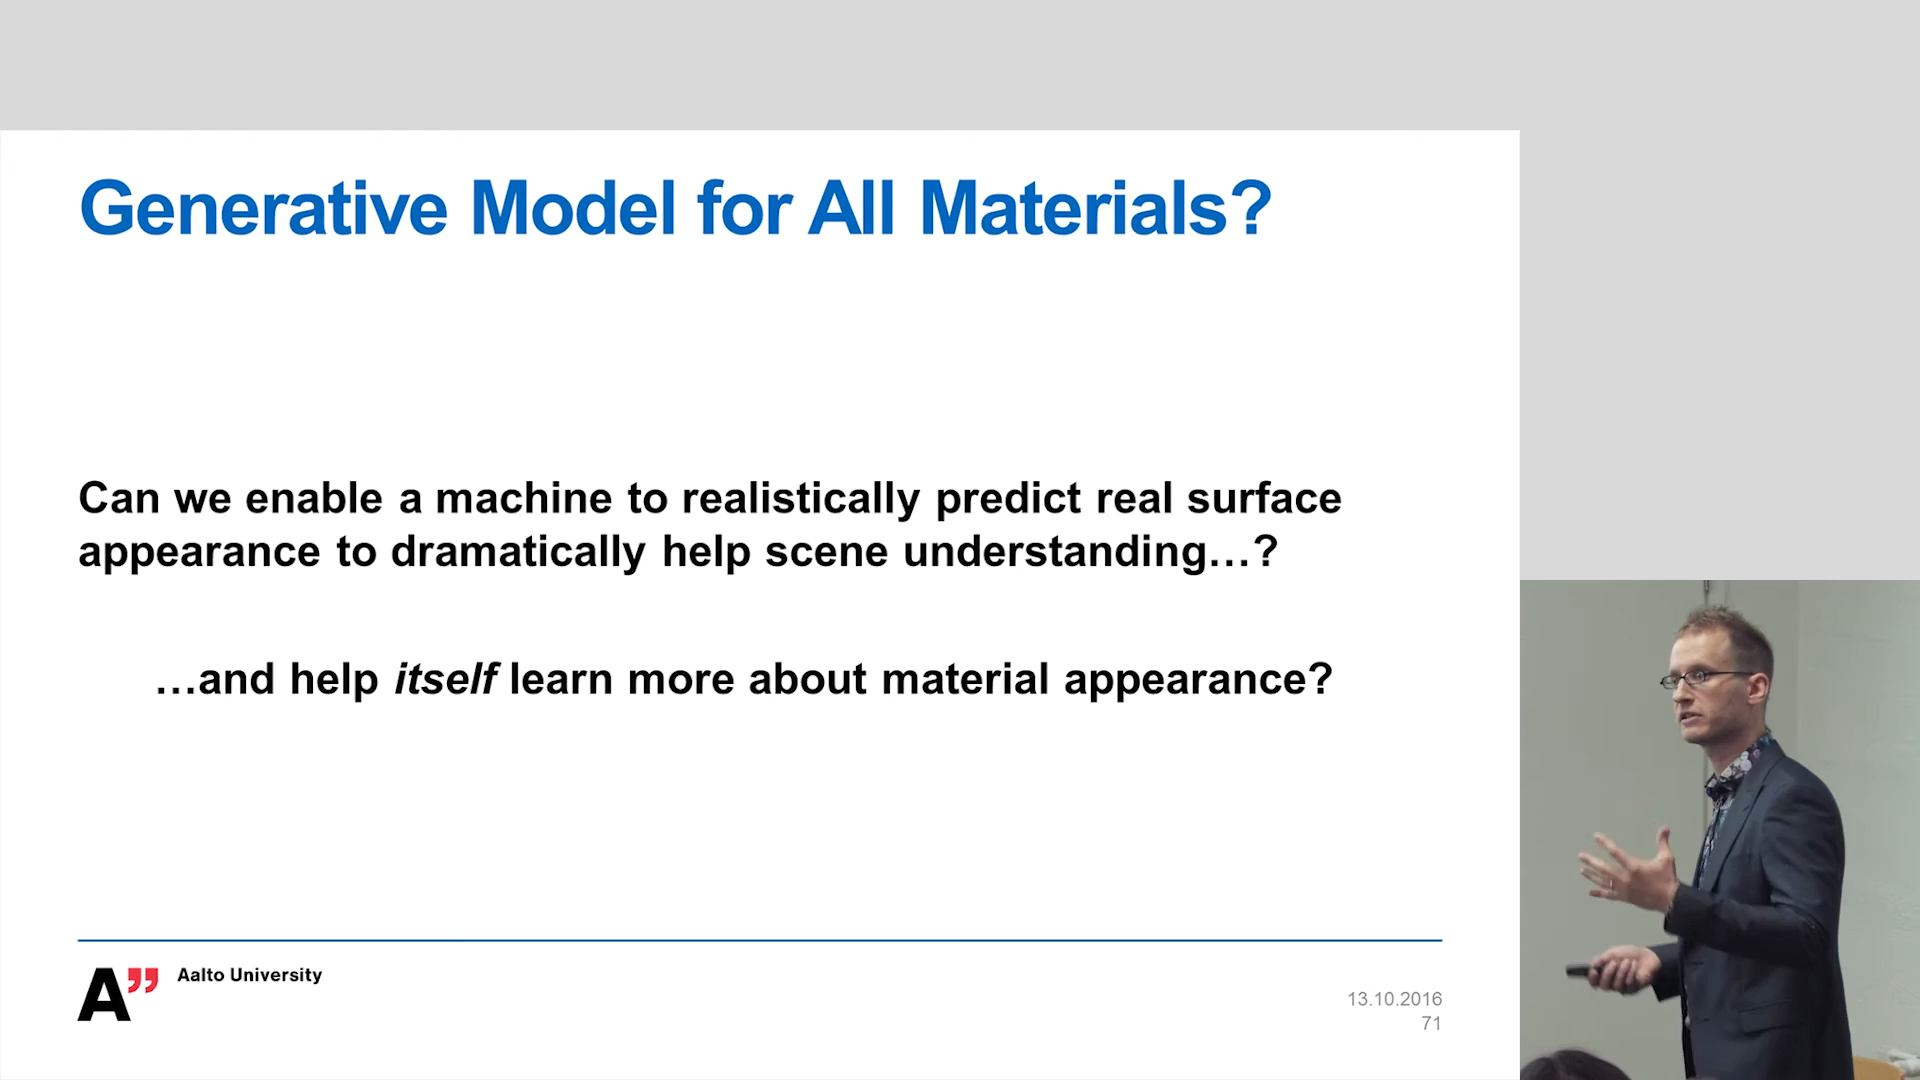 Generative Model for All Materials?
Can we enable a machine to realistically predict real surface
appearance to dramatically help scene understanding…?
…and help itself learn more about material appearance?
A”
Aalto University
13.10.2016
71